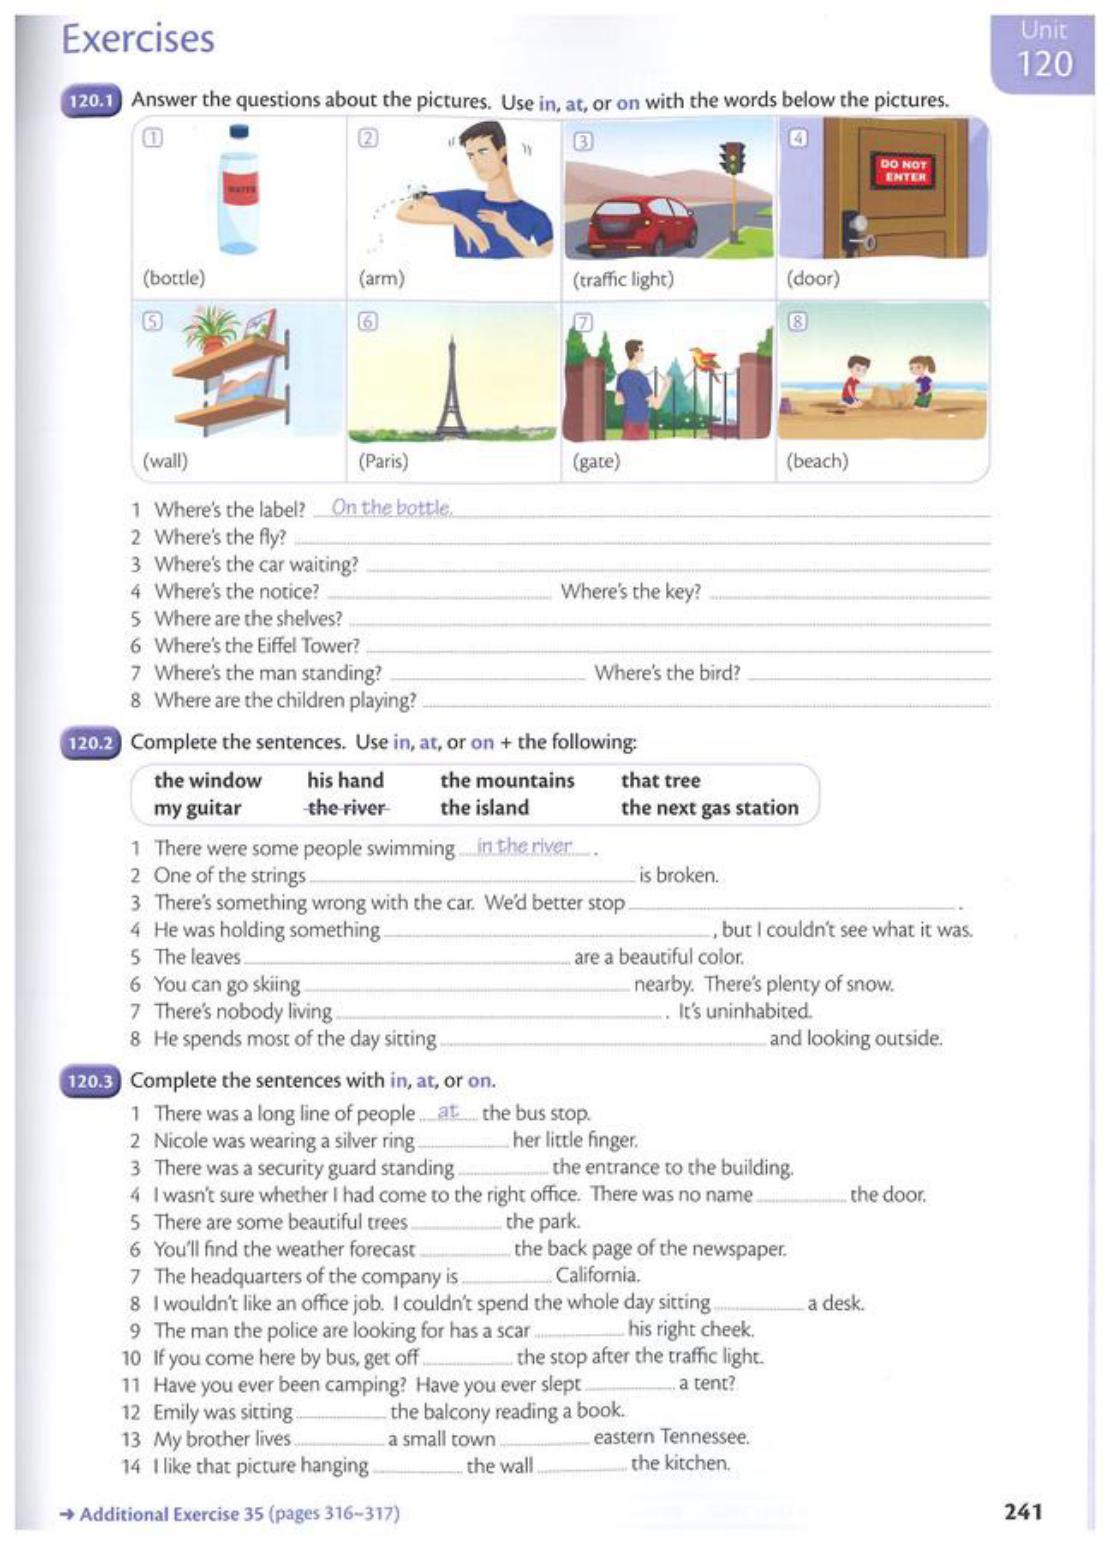 Exercises
Unit
120
120.1 Answer the questions about the pictures. Use in, at, or on with the words below the pictures.
1
WATER
(bottle)
2
(arm)
3
(traffic light)
4
DO NOT
ENTER
(door)
5
(wall)
6
(Paris)
7
(gate)
8
(beach)
1 Where's the label? On the bottle.
2 Where's the fly?
3 Where's the car waiting?
4 Where's the notice? Where's the key?
5 Where are the shelves?
6 Where's the Eiffel Tower?
7 Where's the man standing? Where's the bird?
8 Where are the children playing?
120.2 Complete the sentences. Use in, at, or on + the following:
the window his hand the mountains that tree
my guitar the river the island the next gas station
1 There were some people swimming in the river .
2 One of the strings is broken.
3 There's something wrong with the car. We'd better stop .
4 He was holding something , but I couldn't see what it was.
5 The leaves are a beautiful color.
6 You can go skiing nearby. There's plenty of snow.
7 There's nobody living . It's uninhabited.
8 He spends most of the day sitting and looking outside.
120.3 Complete the sentences with in, at, or on.
1 There was a long line of people at the bus stop.
2 Nicole was wearing a silver ring her little finger.
3 There was a security guard standing the entrance to the building.
4 I wasn't sure whether I had come to the right office. There was no name the door.
5 There are some beautiful trees the park.
6 You'll find the weather forecast the back page of the newspaper.
7 The headquarters of the company is California.
8 I wouldn't like an office job. I couldn't spend the whole day sitting a desk.
9 The man the police are looking for has a scar his right cheek.
10 If you come here by bus, get off the stop after the traffic light.
11 Have you ever been camping? Have you ever slept a tent?
12 Emily was sitting the balcony reading a book.
13 My brother lives a small town eastern Tennessee.
14 I like that picture hanging the wall the kitchen.
→ Additional Exercise 35 (pages 316–317)
241